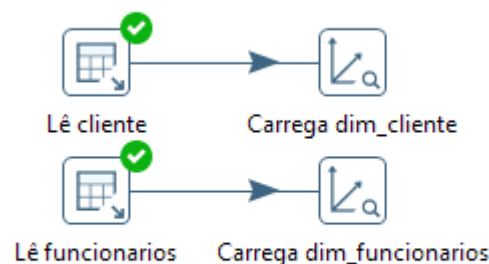 Lê cliente
Carrega dim_cliente
Lê funcionarios
Carrega dim_funcionarios